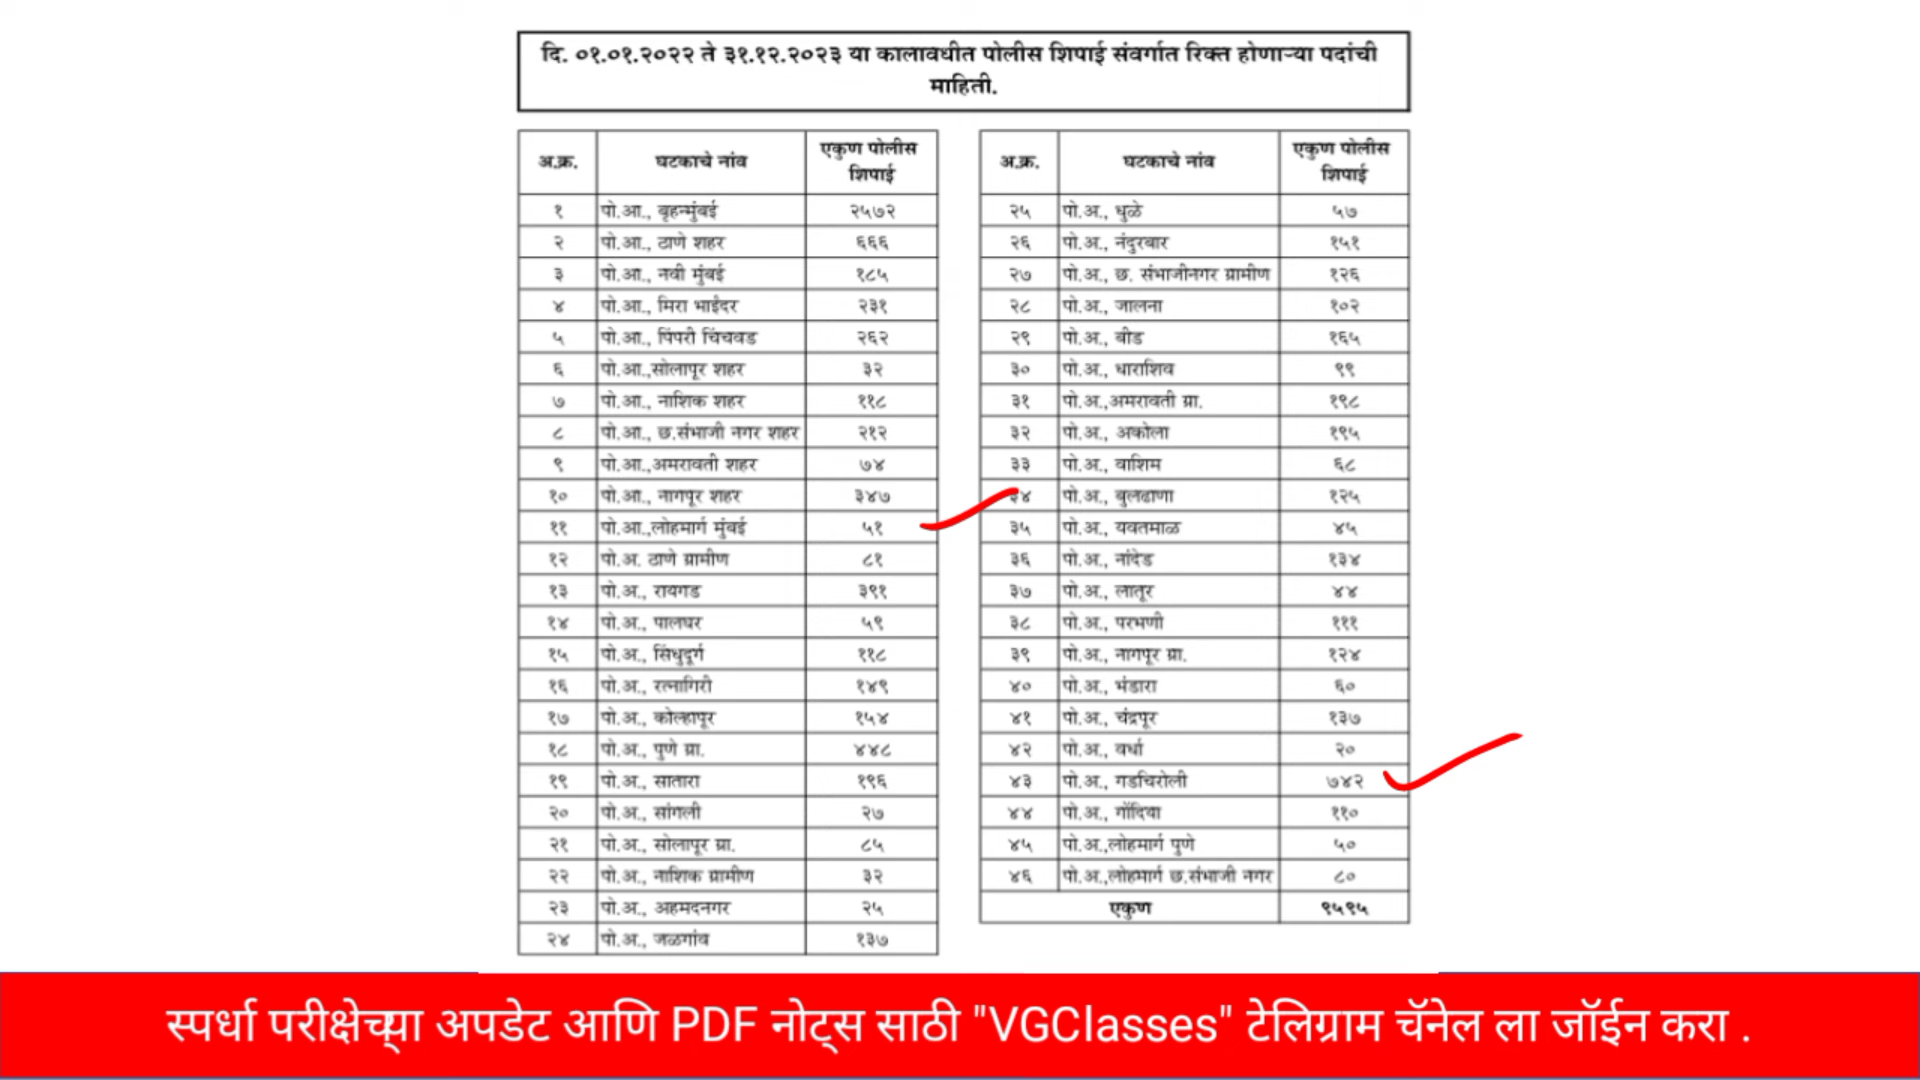 दि. ०१.०१.२०२२ ते ३१.१२.२०२३ या कालावधीत पोलीस शिपाई संवर्गात रिक्त होणाऱ्या पदांची
माहिती.
अ.क्र. घटकाचे नांव एकुण पोलीस शिपाई
१ पो.आ., बृहन्मुंबई २५७२
२ पो.आ., ठाणे शहर ६६६
३ पो.आ., नवी मुंबई १८५
४ पो.आ., मिरा भाईंदर २३१
५ पो.आ., पिंपरी चिंचवड २६२
६ पो.आ.,सोलापूर शहर ३२
७ पो.आ., नाशिक शहर ११८
८ पो.आ., छ.संभाजी नगर शहर २१२
९ पो.आ.,अमरावती शहर ७४
१० पो.आ., नागपूर शहर ३४७
११ पो.आ.,लोहमार्ग मुंबई ५१
१२ पो.अ. ठाणे ग्रामीण ८१
१३ पो.अ., रायगड ३९१
१४ पो.अ., पालघर ५९
१५ पो.अ., सिंधुदूर्ग ११८
१६ पो.अ., रत्नागिरी १४९
१७ पो.अ., कोल्हापूर १५४
१८ पो.अ., पुणे ग्रा. ४४८
१९ पो.अ., सातारा १९६
२० पो.अ., सांगली २७
२१ पो.अ., सोलापूर ग्रा. ८५
२२ पो.अ., नाशिक ग्रामीण ३२
२३ पो.अ., अहमदनगर २५
२४ पो.अ., जळगांव १३७
अ.क्र. घटकाचे नांव एकुण पोलीस शिपाई
२५ पो.अ., धुळे ५७
२६ पो.अ., नंदुरबार १५१
२७ पो.अ., छ. संभाजीनगर ग्रामीण १२६
२८ पो.अ., जालना १०२
२९ पो.अ., बीड १६५
३० पो.अ., धाराशिव ९९
३१ पो.अ.,अमरावती ग्रा. १९८
३२ पो.अ., अकोला १९५
३३ पो.अ., वाशिम ६८
३४ पो.अ., बुलढाणा १२५
३५ पो.अ., यवतमाळ ४५
३६ पो.अ., नांदेड १३४
३७ पो.अ., लातूर ४४
३८ पो.अ., परभणी १११
३९ पो.अ., नागपूर ग्रा. १२४
४० पो.अ., भंडारा ६०
४१ पो.अ., चंद्रपूर १३७
४२ पो.अ., वर्धा २०
४३ पो.अ., गडचिरोली ७४२
४४ पो.अ., गोंदिया ११०
४५ पो.अ.,लोहमार्ग पुणे ५०
४६ पो.अ.,लोहमार्ग छ.संभाजी नगर ८०
एकुण ९५९५
स्पर्धा परीक्षेच्या अपडेट आणि PDF नोट्स साठी "VGClasses" टेलिग्राम चॅनेल ला जॉईन करा .